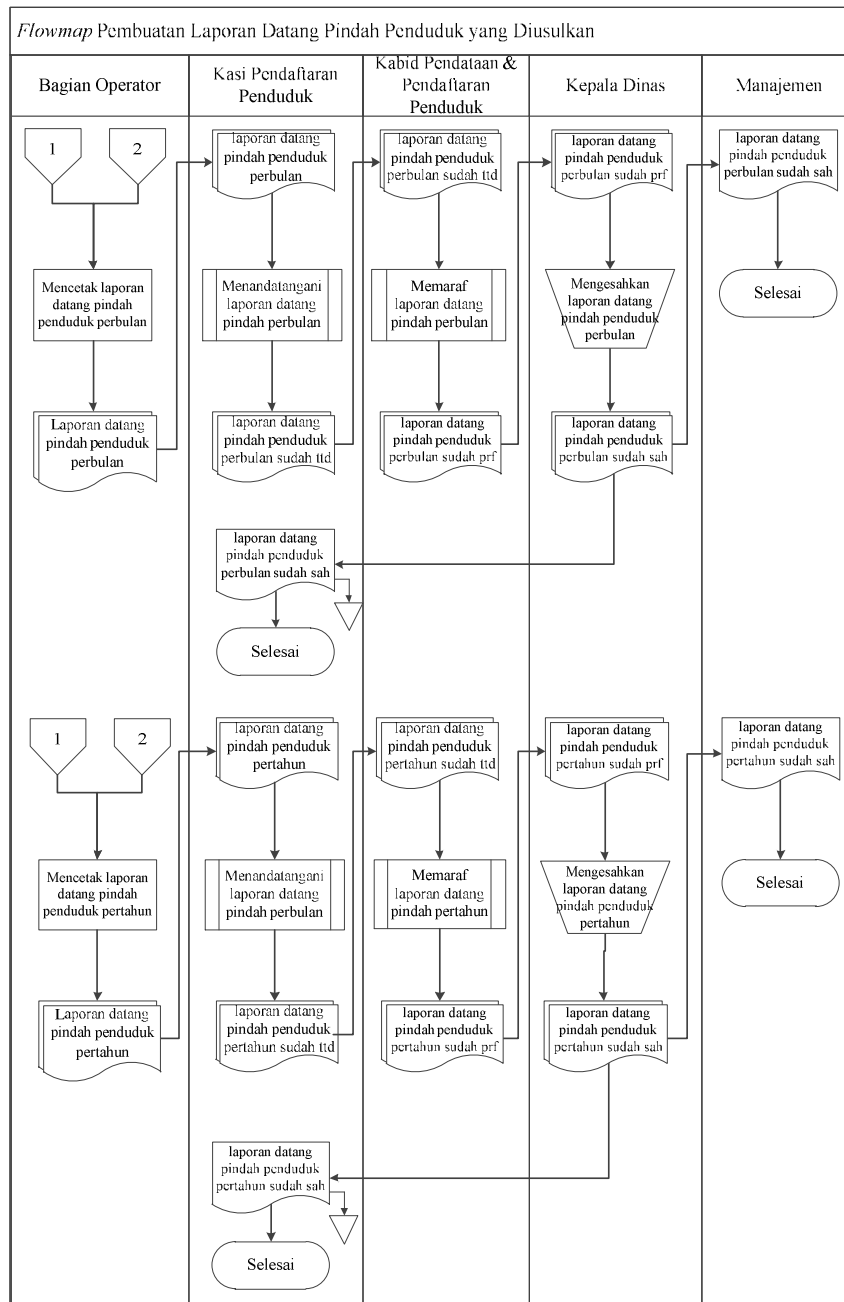 Flowmap Pembuatan Laporan Datang Pindah Penduduk yang Diusulkan
Bagian Operator
Kasi Pendaftaran
Penduduk
Kabid Pendataan &
Pendaftaran
Penduduk
Kepala Dinas
Manajemen
1
2
laporan datang
pindah penduduk
perbulan
laporan datang
pindah penduduk
perbulan sudah ttd
laporan datang
pindah penduduk
perbulan sudah prf
laporan datang
pindah penduduk
perbulan sudah sah
Mencetak laporan
datang pindah
penduduk perbulan
Menandatangani
laporan datang
pindah perbulan
Memaraf
laporan datang
pindah perbulan
Mengesahkan
laporan datang
pindah penduduk
perbulan
Selesai
Laporan datang
pindah penduduk
perbulan
laporan datang
pindah penduduk
perbulan sudah ttd
laporan datang
pindah penduduk
perbulan sudah prf
laporan datang
pindah penduduk
perbulan sudah sah
laporan datang
pindah penduduk
perbulan sudah sah
Selesai
1
2
laporan datang
pindah penduduk
pertahun
laporan datang
pindah penduduk
pertahun sudah ttd
laporan datang
pindah penduduk
pertahun sudah prf
laporan datang
pindah penduduk
pertahun sudah sah
Mencetak laporan
datang pindah
penduduk pertahun
Menandatangani
laporan datang
pindah perbulan
Memaraf
laporan datang
pindah pertahun
Mengesahkan
laporan datang
pindah penduduk
pertahun
Selesai
Laporan datang
pindah penduduk
pertahun
laporan datang
pindah penduduk
pertahun sudah ttd
laporan datang
pindah penduduk
pertahun sudah prf
laporan datang
pindah penduduk
pertahun sudah sah
laporan datang
pindah penduduk
pertahun sudah sah
Selesai